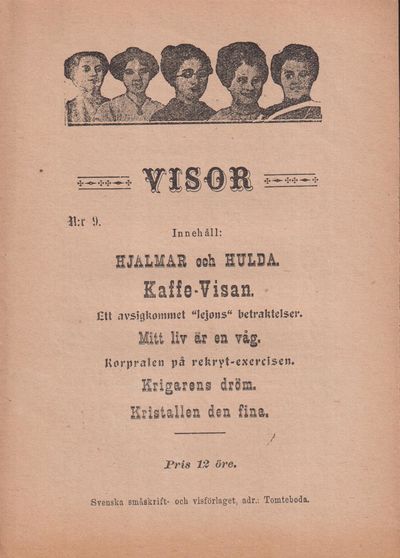 VISOR
N:r 9.
Innehåll:
HJALMAR och HULDA.
Kaffe-Visan.
Ett avsigkommet "lejons" betraktelser.
Mitt liv är en våg.
Korpralen på rekryt-exercisen.
Krigarens dröm.
Kristallen den fina.
Pris 12 öre.
Svenska småskrift- och visförlaget, adr.: Tomteboda.